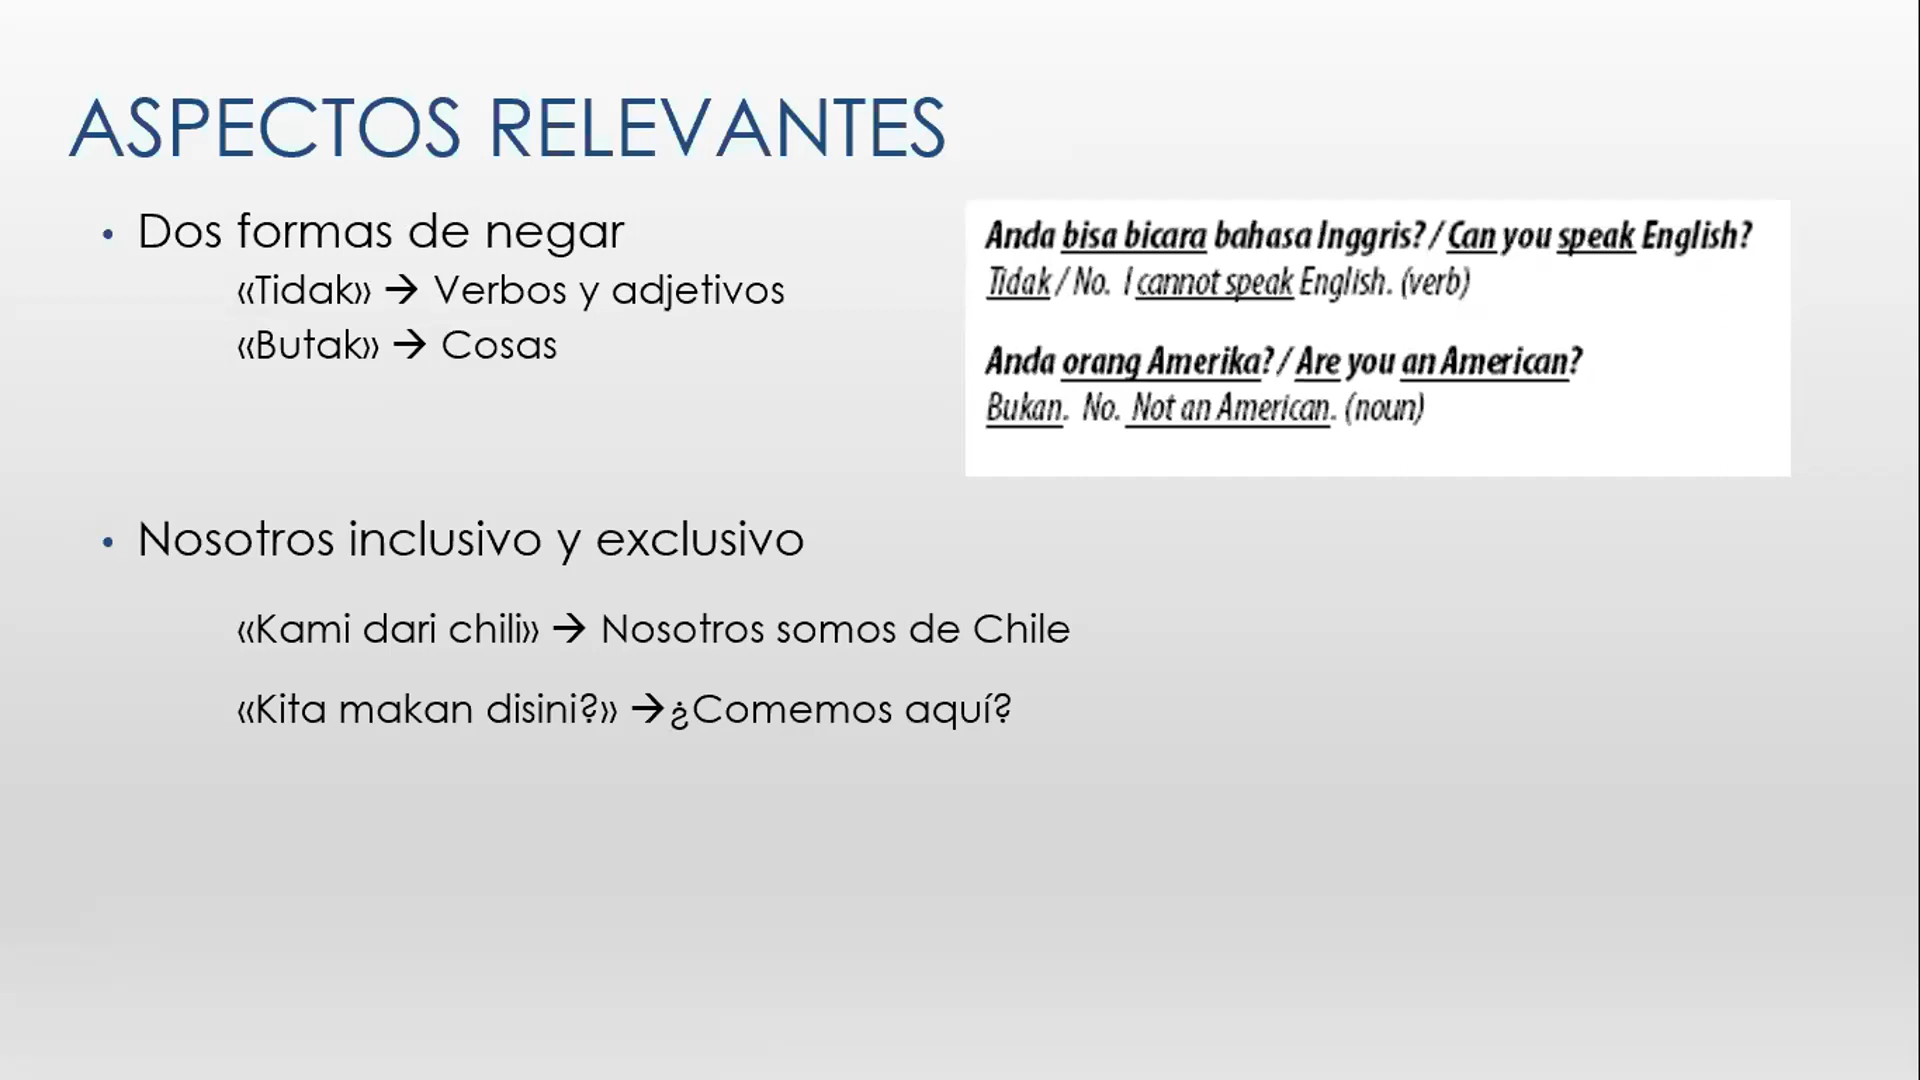 ASPECTOS RELEVANTES
• Dos formas de negar
«Tidak» → Verbos y adjetivos
«Butak» → Cosas
Anda bisa bicara bahasa Inggris? / Can you speak English?
Tidak / No. I cannot speak English. (verb)
Anda orang Amerika? / Are you an American?
Bukan. No. Not an American. (noun)
• Nosotros inclusivo y exclusivo
«Kami dari chili» → Nosotros somos de Chile
«Kita makan disini?» →¿Comemos aquí?